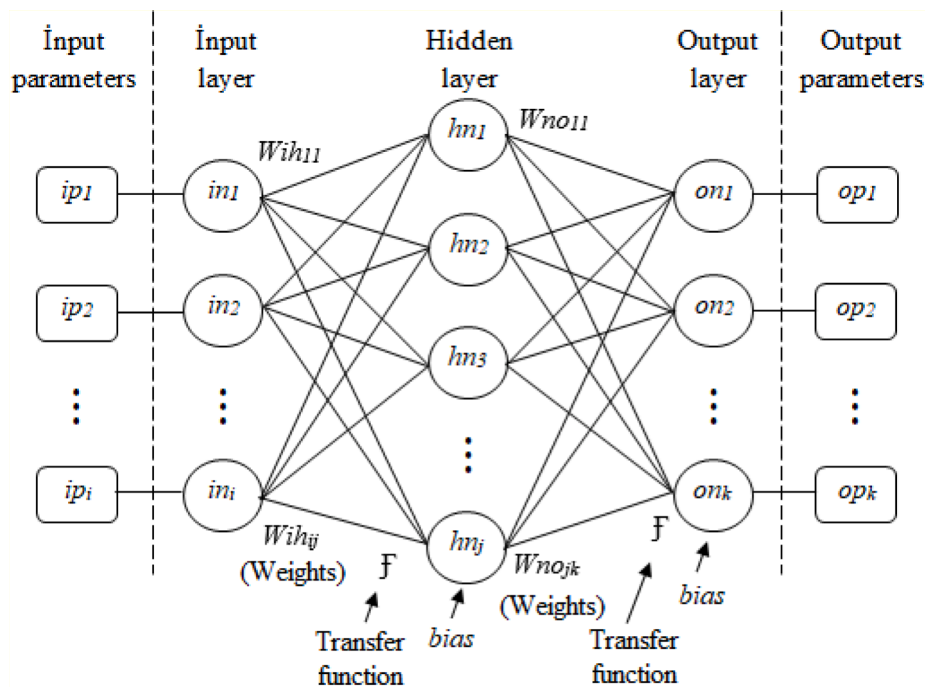 İnput parameters
İnput layer
Hidden layer
Output layer
Output parameters
hn1
Wno11
Wih11
ip1
in1
on1
op1
hn2
ip2
in2
on2
op2
hn3
ipi
ini
onk
opk
Wihij
(Weights)
Ƒ
hnj
Wnojk
(Weights)
Ƒ
bias
Transfer function
bias
Transfer function